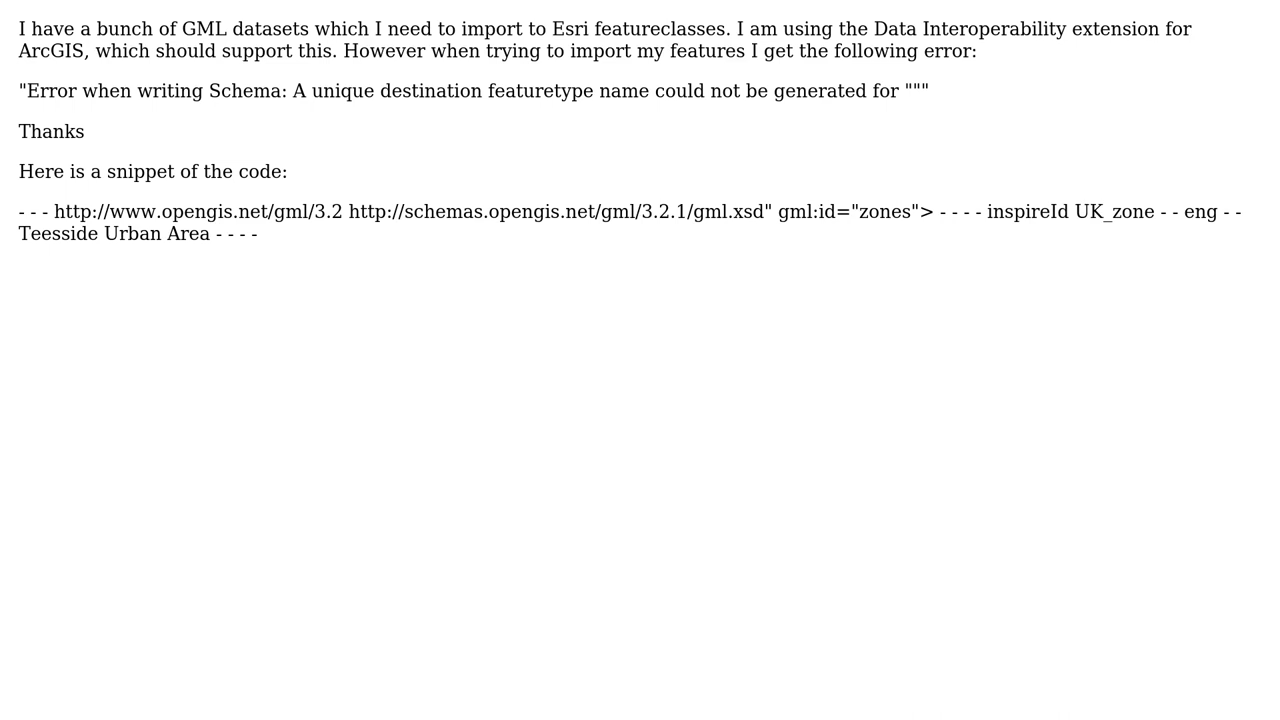 I have a bunch of GML datasets which I need to import to Esri featureclasses. I am using the Data Interoperability extension for
ArcGIS, which should support this. However when trying to import my features I get the following error:
"Error when writing Schema: A unique destination featuretype name could not be generated for """
Thanks
Here is a snippet of the code:
- - - http://www.opengis.net/gml/3.2 http://schemas.opengis.net/gml/3.2.1/gml.xsd" gml:id="zones"> - - - - inspireId UK_zone - - eng - -
Teesside Urban Area - - - -